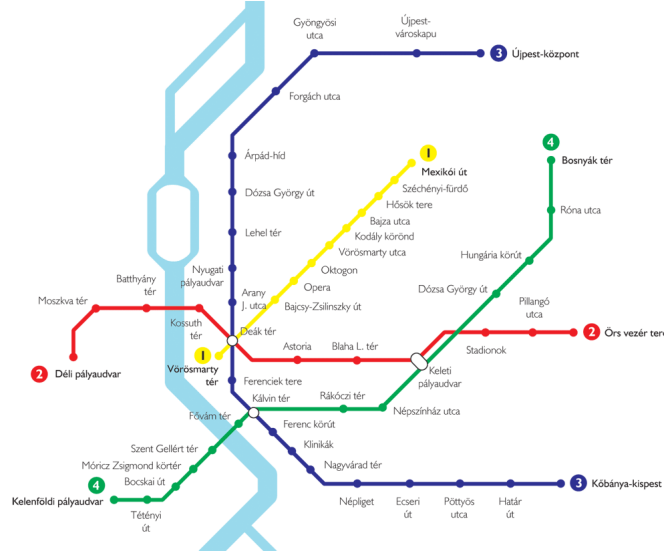 Gyöngyösi
utca
Újpest-
városkapu
3 Újpest-központ
Forgách utca
4
Bosnyák tér
Árpád-híd
1
Mexikói út
Széchényi-fürdő
Dózsa György út
Hősök tere
Róna utca
Bajza utca
Lehel tér
Kodály körönd
Vörösmarty utca
Hungária körút
Oktogon
Nyugati
pályaudvar
Batthyány
tér
Opera
Dózsa György út
Moszkva tér
Arany
J. utca
Bajcsy-Zsilinszky út
Pillangó
utca
Kossuth
tér
Deák tér
2 Örs vezér tere
Astoria
Blaha L. tér
Stadionok
1
Vörösmarty
tér
2 Déli pályaudvar
Keleti
pályaudvar
Ferenciek tere
Kálvin tér
Rákóczi tér
Népszínház utca
Fővám tér
Ferenc körút
Szent Gellért tér
Klinikák
Móricz Zsigmond körtér
Nagyvárad tér
Bocskai út
4
Kelenföldi pályaudvar
3 Kőbánya-kispest
Tétényi
út
Népliget
Ecseri
út
Pöttyös
utca
Határ
út